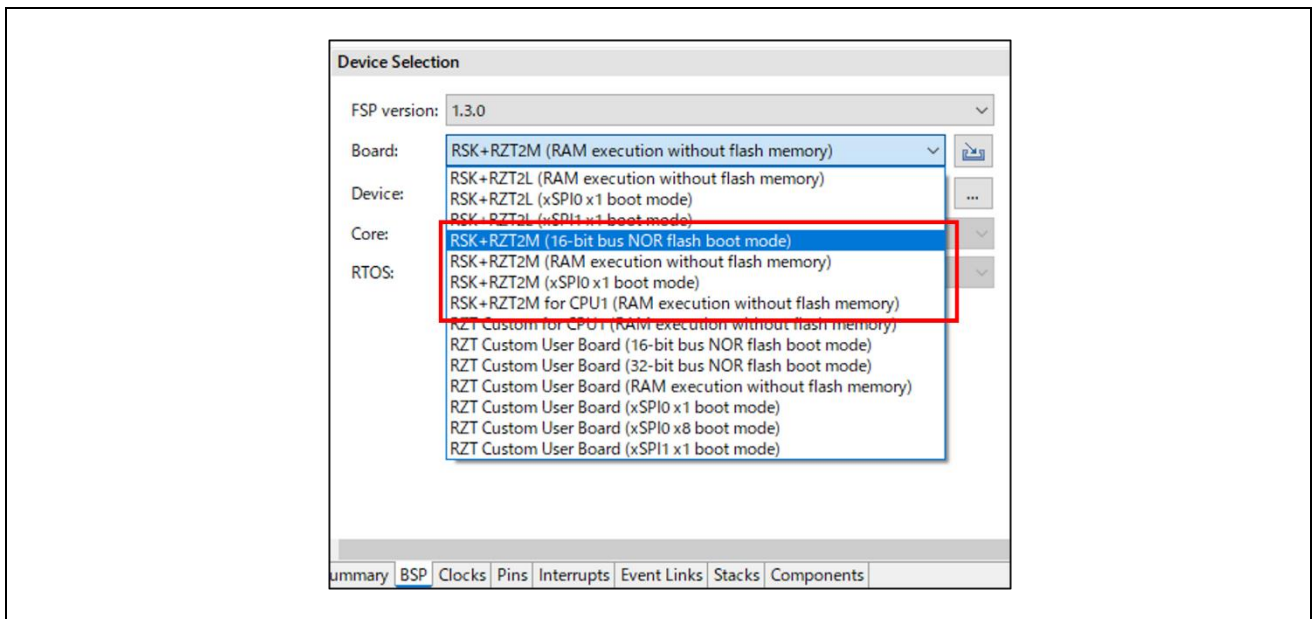 Device Selection
FSP version: 1.3.0
Board: RSK+RZT2M (RAM execution without flash memory)
RSK+RZT2L (RAM execution without flash memory)
Device:
RSK+RZT2L (xSPI0 x1 boot mode)
...
RSK+RZT2L (xSPI1 x1 boot mode)
Core:
RSK+RZT2M (16-bit bus NOR flash boot mode)
RSK+RZT2M (RAM execution without flash memory)
RTOS:
RSK+RZT2M (xSPI0 x1 boot mode)
RSK+RZT2M for CPU1 (RAM execution without flash memory)
RZT Custom for CPU1 (RAM execution without flash memory)
RZT Custom User Board (16-bit bus NOR flash boot mode)
RZT Custom User Board (32-bit bus NOR flash boot mode)
RZT Custom User Board (RAM execution without flash memory)
RZT Custom User Board (xSPI0 x1 boot mode)
RZT Custom User Board (xSPI0 x8 boot mode)
RZT Custom User Board (xSPI1 x1 boot mode)
ummary BSP Clocks Pins Interrupts Event Links Stacks Components